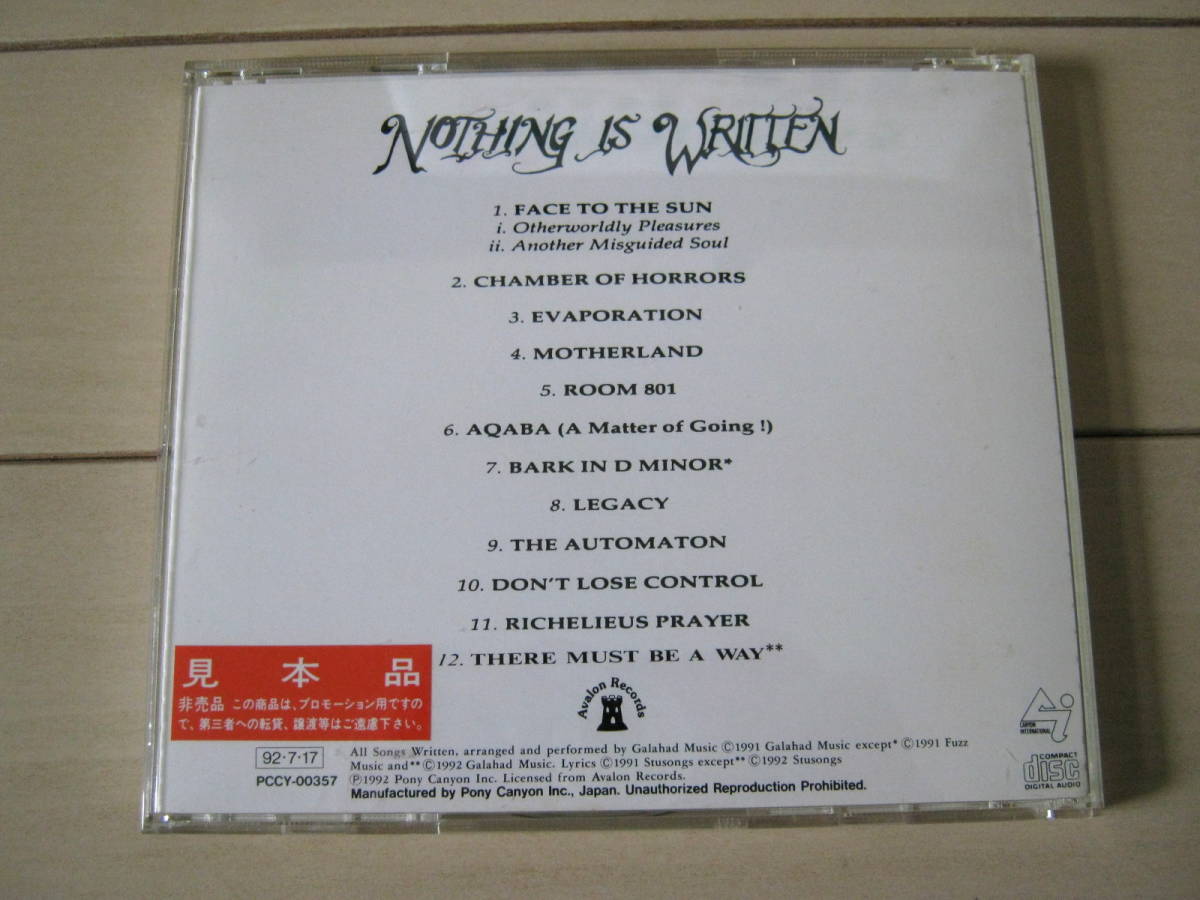 NOTHING IS WRITTEN
1. FACE TO THE SUN
i. Otherworldly Pleasures
ii. Another Misguided Soul
2. CHAMBER OF HORRORS
3. EVAPORATION
4. MOTHERLAND
5. ROOM 801
6. AQABA (A Matter of Going !)
7. BARK IN D MINOR*
8. LEGACY
9. THE AUTOMATON
10. DON'T LOSE CONTROL
11. RICHELIEUS PRAYER
12. THERE MUST BE A WAY**
見本品
非売品 この商品は、プロモーション用ですの
で、第三者への転貸、譲渡等はご遠慮下さい。
Avalon Records
CANYON
INTERNATIONAL
92·7·17
PCCY-00357
All Songs Written, arranged and performed by Galahad Music Ⓒ1991 Galahad Music except* Ⓒ1991 Fuzz
Music and** Ⓒ1992 Galahad Music. Lyrics Ⓒ1991 Stusongs except** Ⓒ1992 Stusongs
Ⓟ1992 Pony Canyon Inc. Licensed from Avalon Records.
Manufactured by Pony Canyon Inc., Japan. Unauthorized Reproduction Prohibited.
COMPACT
disc
DIGITAL AUDIO